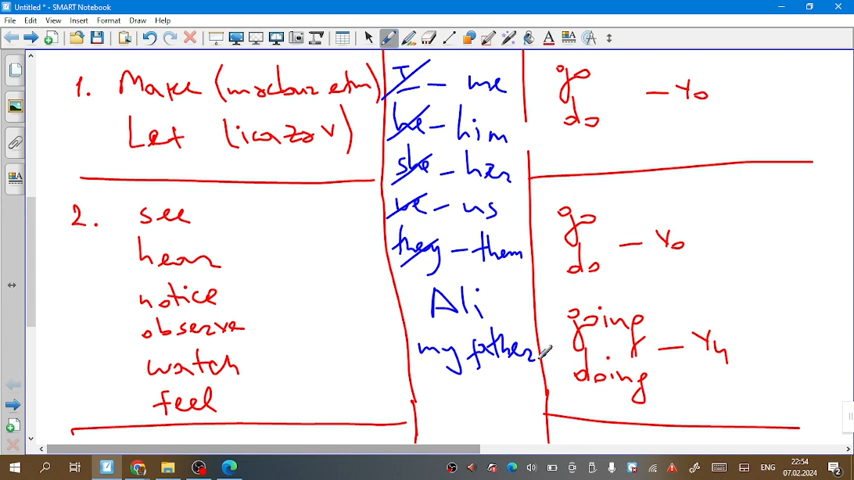 Untitled * - SMART Notebook
File Edit View Insert Format Draw Help
1. Make (məcbur etm)
Let (icazə v)
I - me
he - him
she - her
we - us
they - them
Ali
my father
go
do - V0
2. see
hear
notice
observe
watch
feel
go
do - V0
going
doing - V4
ENG
22:54
07.02.2024
2